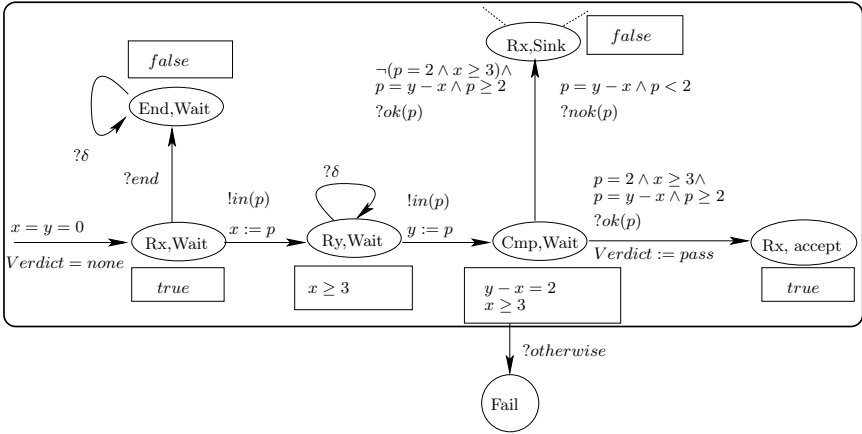 false
Rx,Sink
false
End,Wait
¬(p = 2 ∧ x ≥ 3)∧
p = y − x ∧ p ≥ 2
?ok(p)
p = y − x ∧ p < 2
?nok(p)
?δ
?end
!in(p)
x := p
?δ
!in(p)
y := p
p = 2 ∧ x ≥ 3∧
p = y − x ∧ p ≥ 2
?ok(p)
Verdict := pass
x = y = 0
Verdict = none
Rx,Wait
Ry,Wait
Cmp,Wait
Rx, accept
true
x ≥ 3
y − x = 2
x ≥ 3
true
?otherwise
Fail